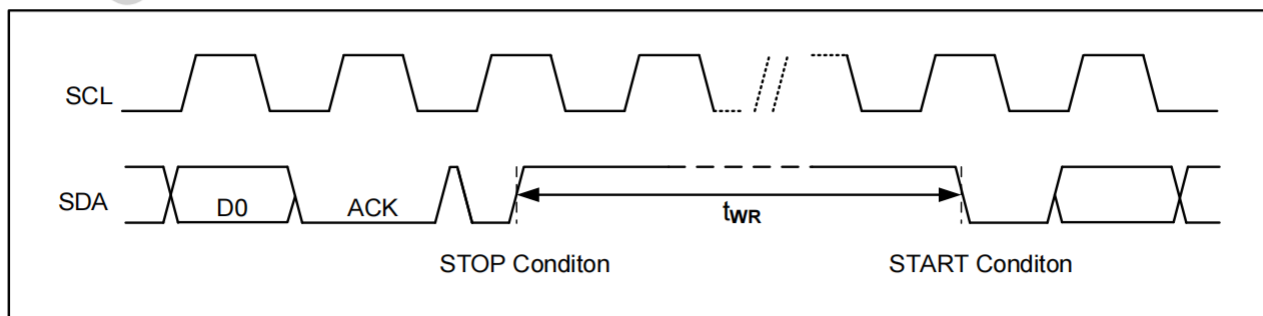 SCL
SDA
D0
ACK
tWR
STOP Conditon
START Conditon